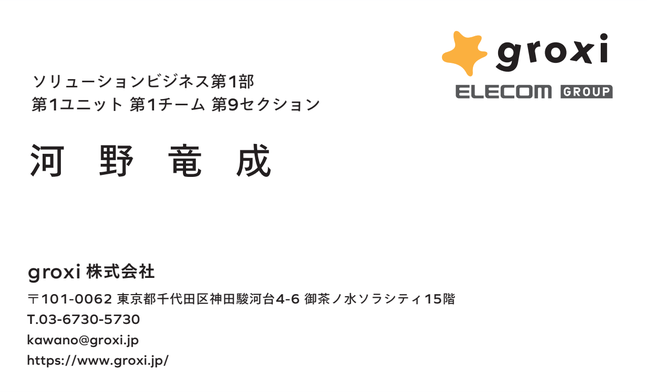 groxi
ELECOM GROUP
ソリューションビジネス第1部
第1ユニット 第1チーム 第9セクション
河 野 竜 成
groxi 株式会社
〒101-0062 東京都千代田区神田駿河台4-6 御茶ノ水ソラシティ15階
T.03-6730-5730
kawano@groxi.jp
https://www.groxi.jp/